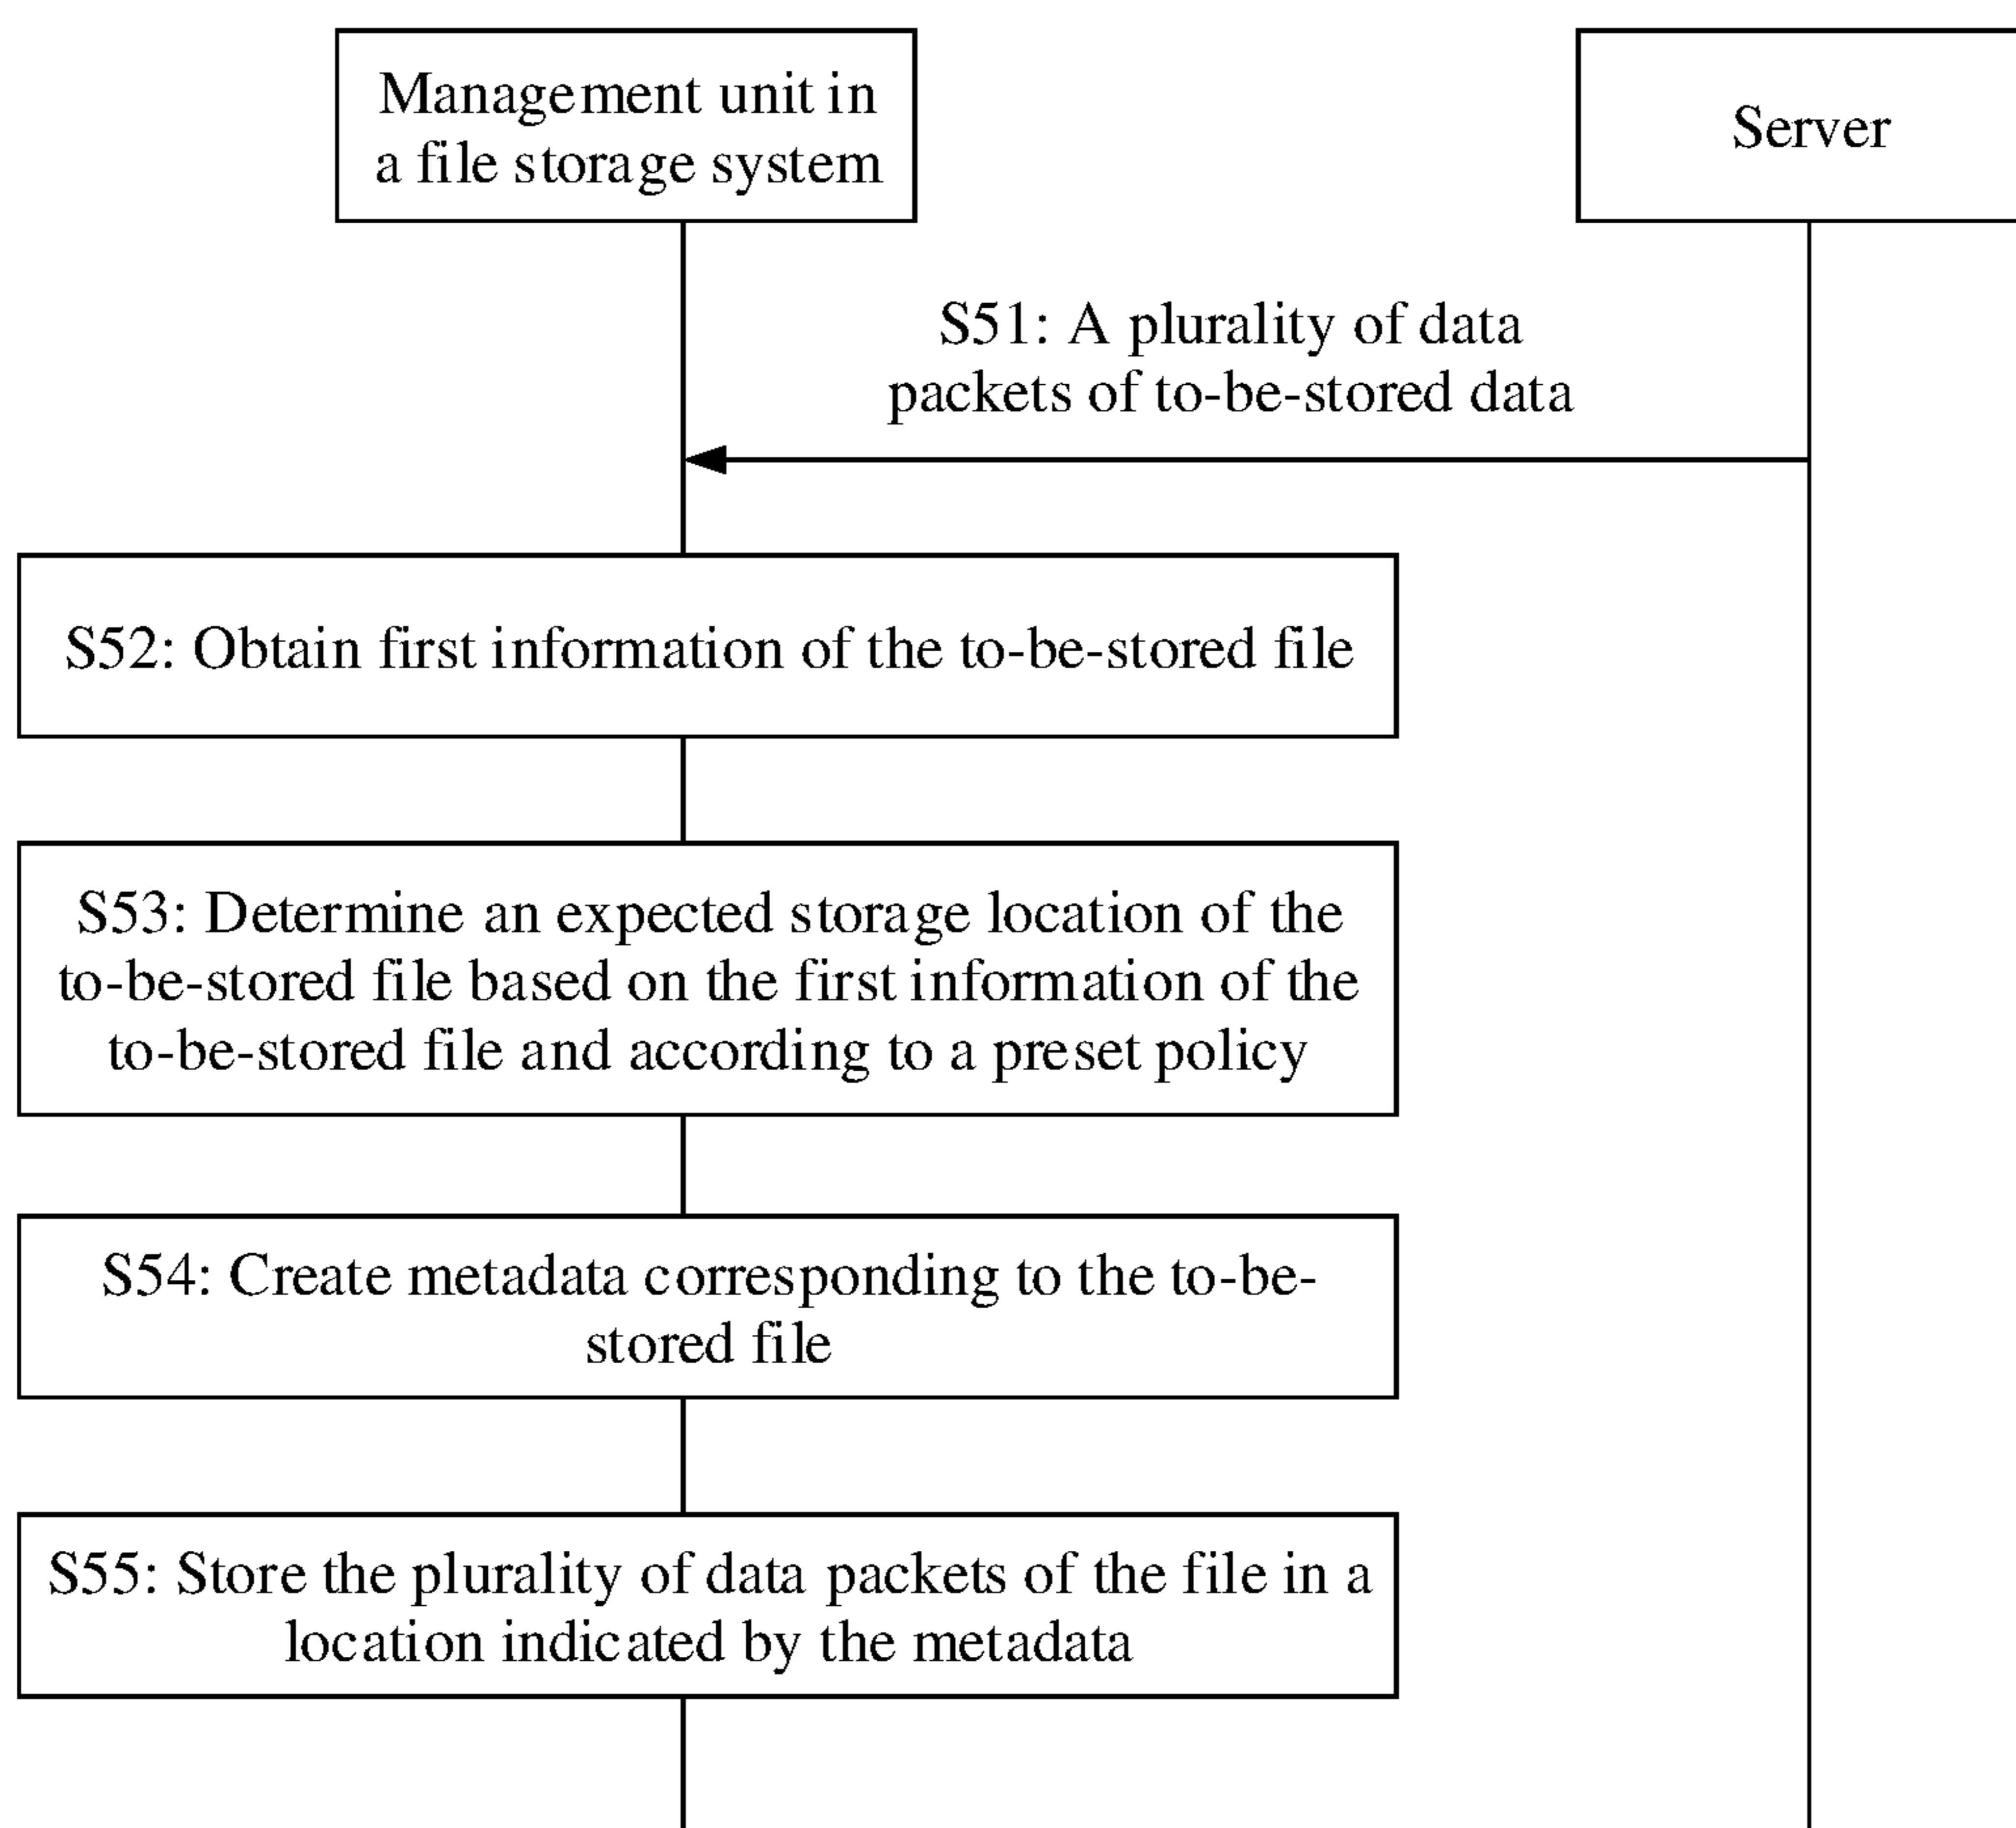 Management unit in
a file storage system
Server
S51: A plurality of data
packets of to-be-stored data
S52: Obtain first information of the to-be-stored file
S53: Determine an expected storage location of the
to-be-stored file based on the first information of the
to-be-stored file and according to a preset policy
S54: Create metadata corresponding to the to-be-
stored file
S55: Store the plurality of data packets of the file in a
location indicated by the metadata